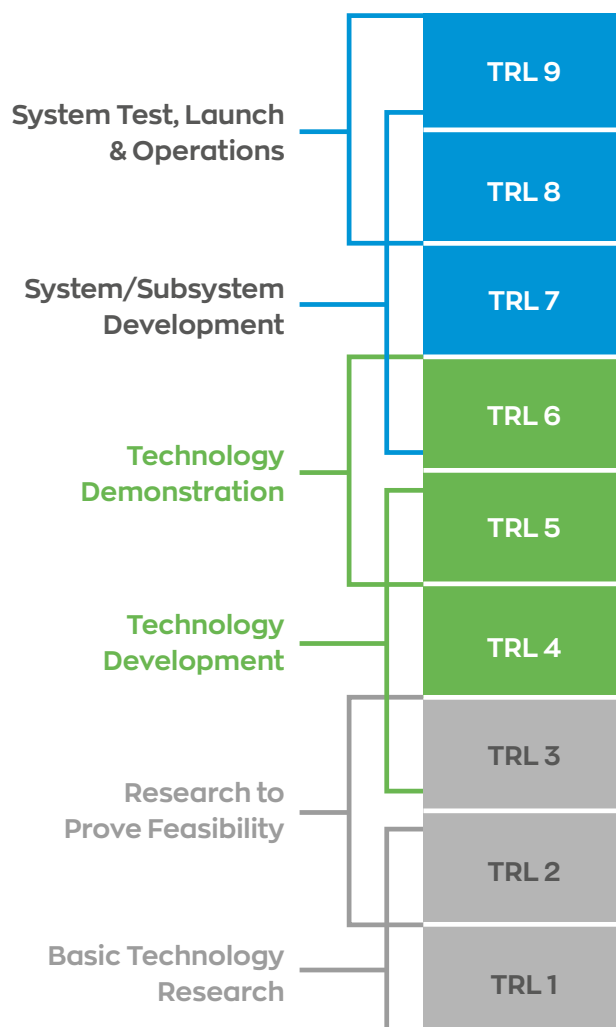 System Test, Launch
& Operations
System/Subsystem
Development
Technology
Demonstration
Technology
Development
Research to
Prove Feasibility
Basic Technology
Research
TRL 9
TRL 8
TRL 7
TRL 6
TRL 5
TRL 4
TRL 3
TRL 2
TRL 1